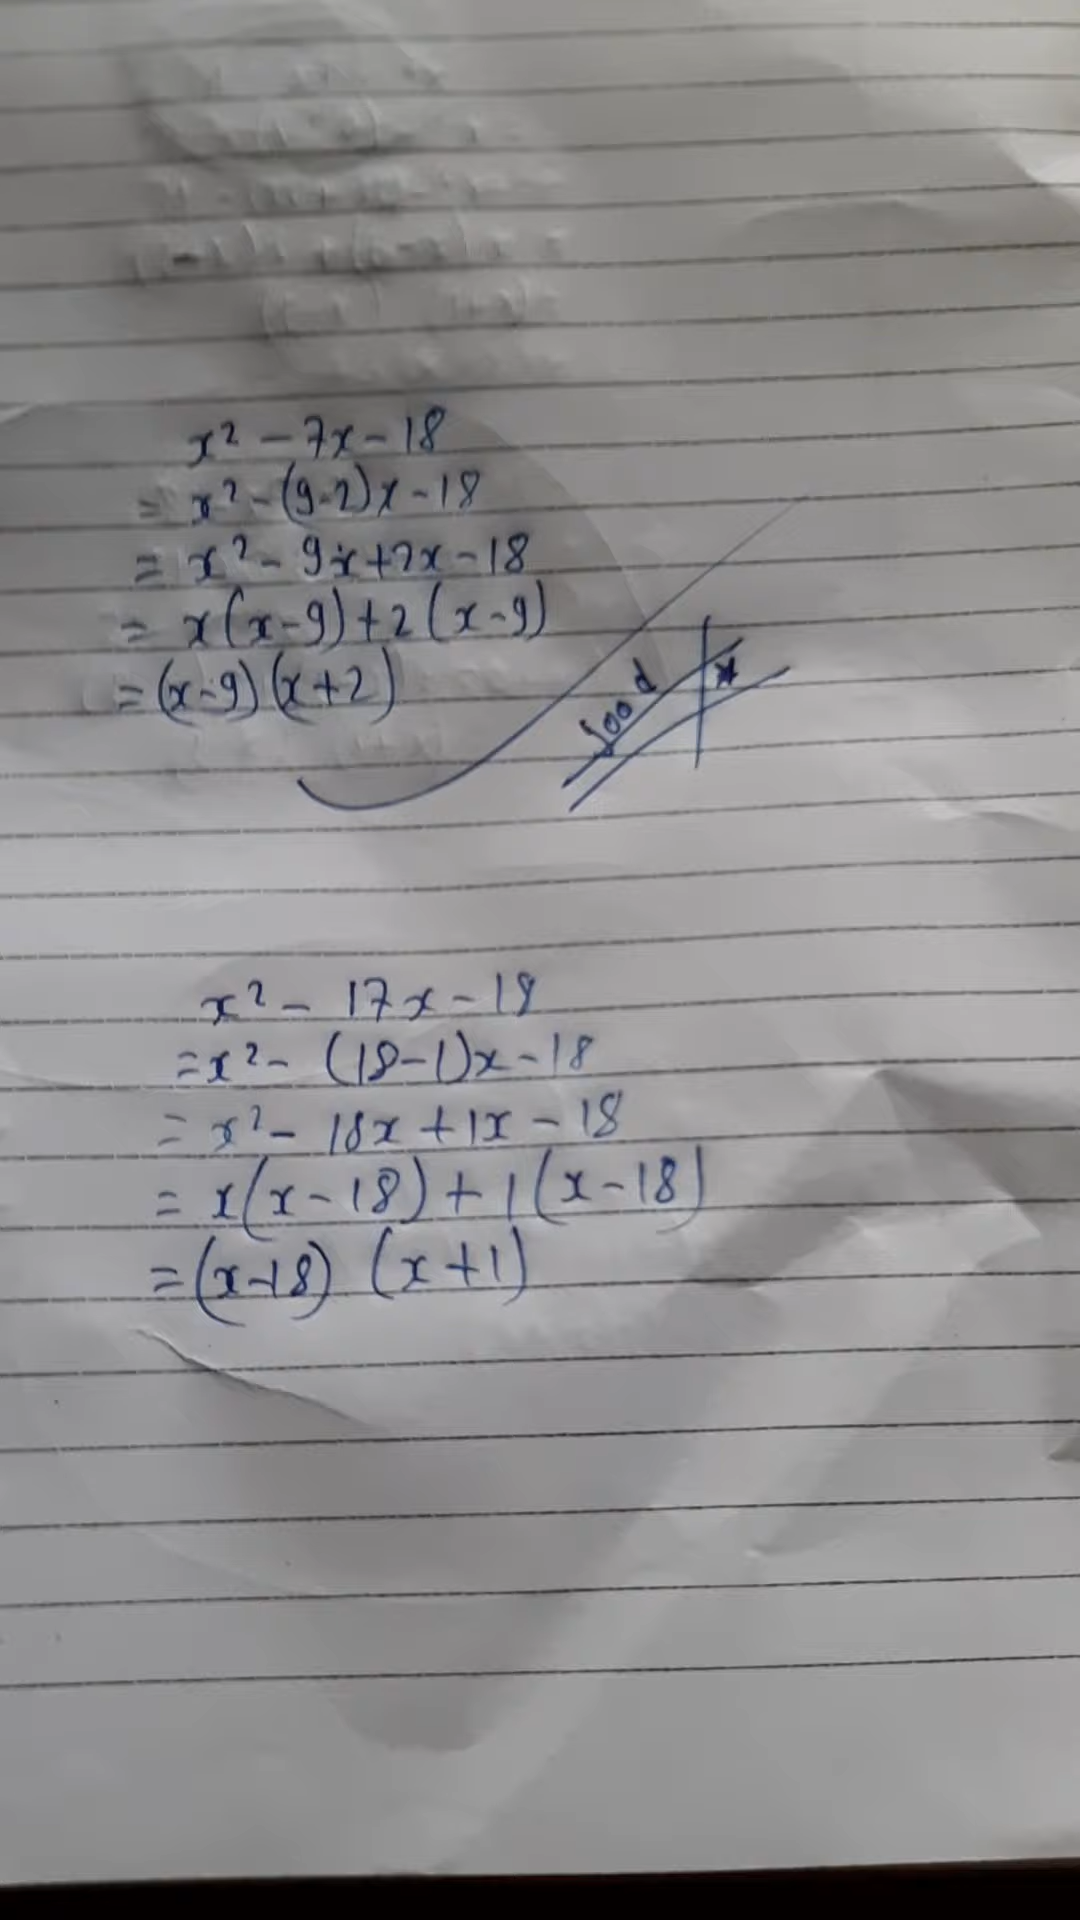 x² - 7x - 18
= x² - (9-2)x - 18
= x² - 9x + 2x - 18
= x(x-9) + 2(x-9)
= (x-9) (x+2)
Good
x² - 17x - 18
= x² - (18-1)x - 18
= x² - 18x + 1x - 18
= x(x-18) + 1(x-18)
= (x-18) (x+1)